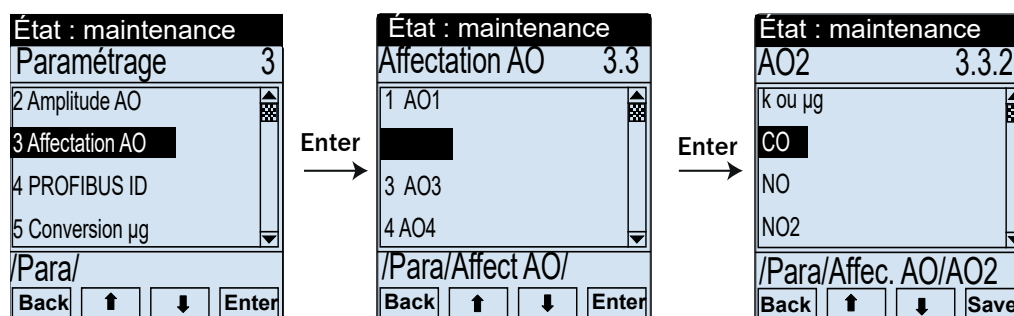 État : maintenance
Paramétrage 3
2 Amplitude AO
3 Affectation AO
4 PROFIBUS ID
5 Conversion µg
/Para/
Back Enter
Enter
État : maintenance
Affectation AO 3.3
1 AO1
3 AO3
4 AO4
/Para/Affect AO/
Back Enter
Enter
État : maintenance
AO2 3.3.2
k ou µg
CO
NO
NO2
/Para/Affec. AO/AO2
Back Save